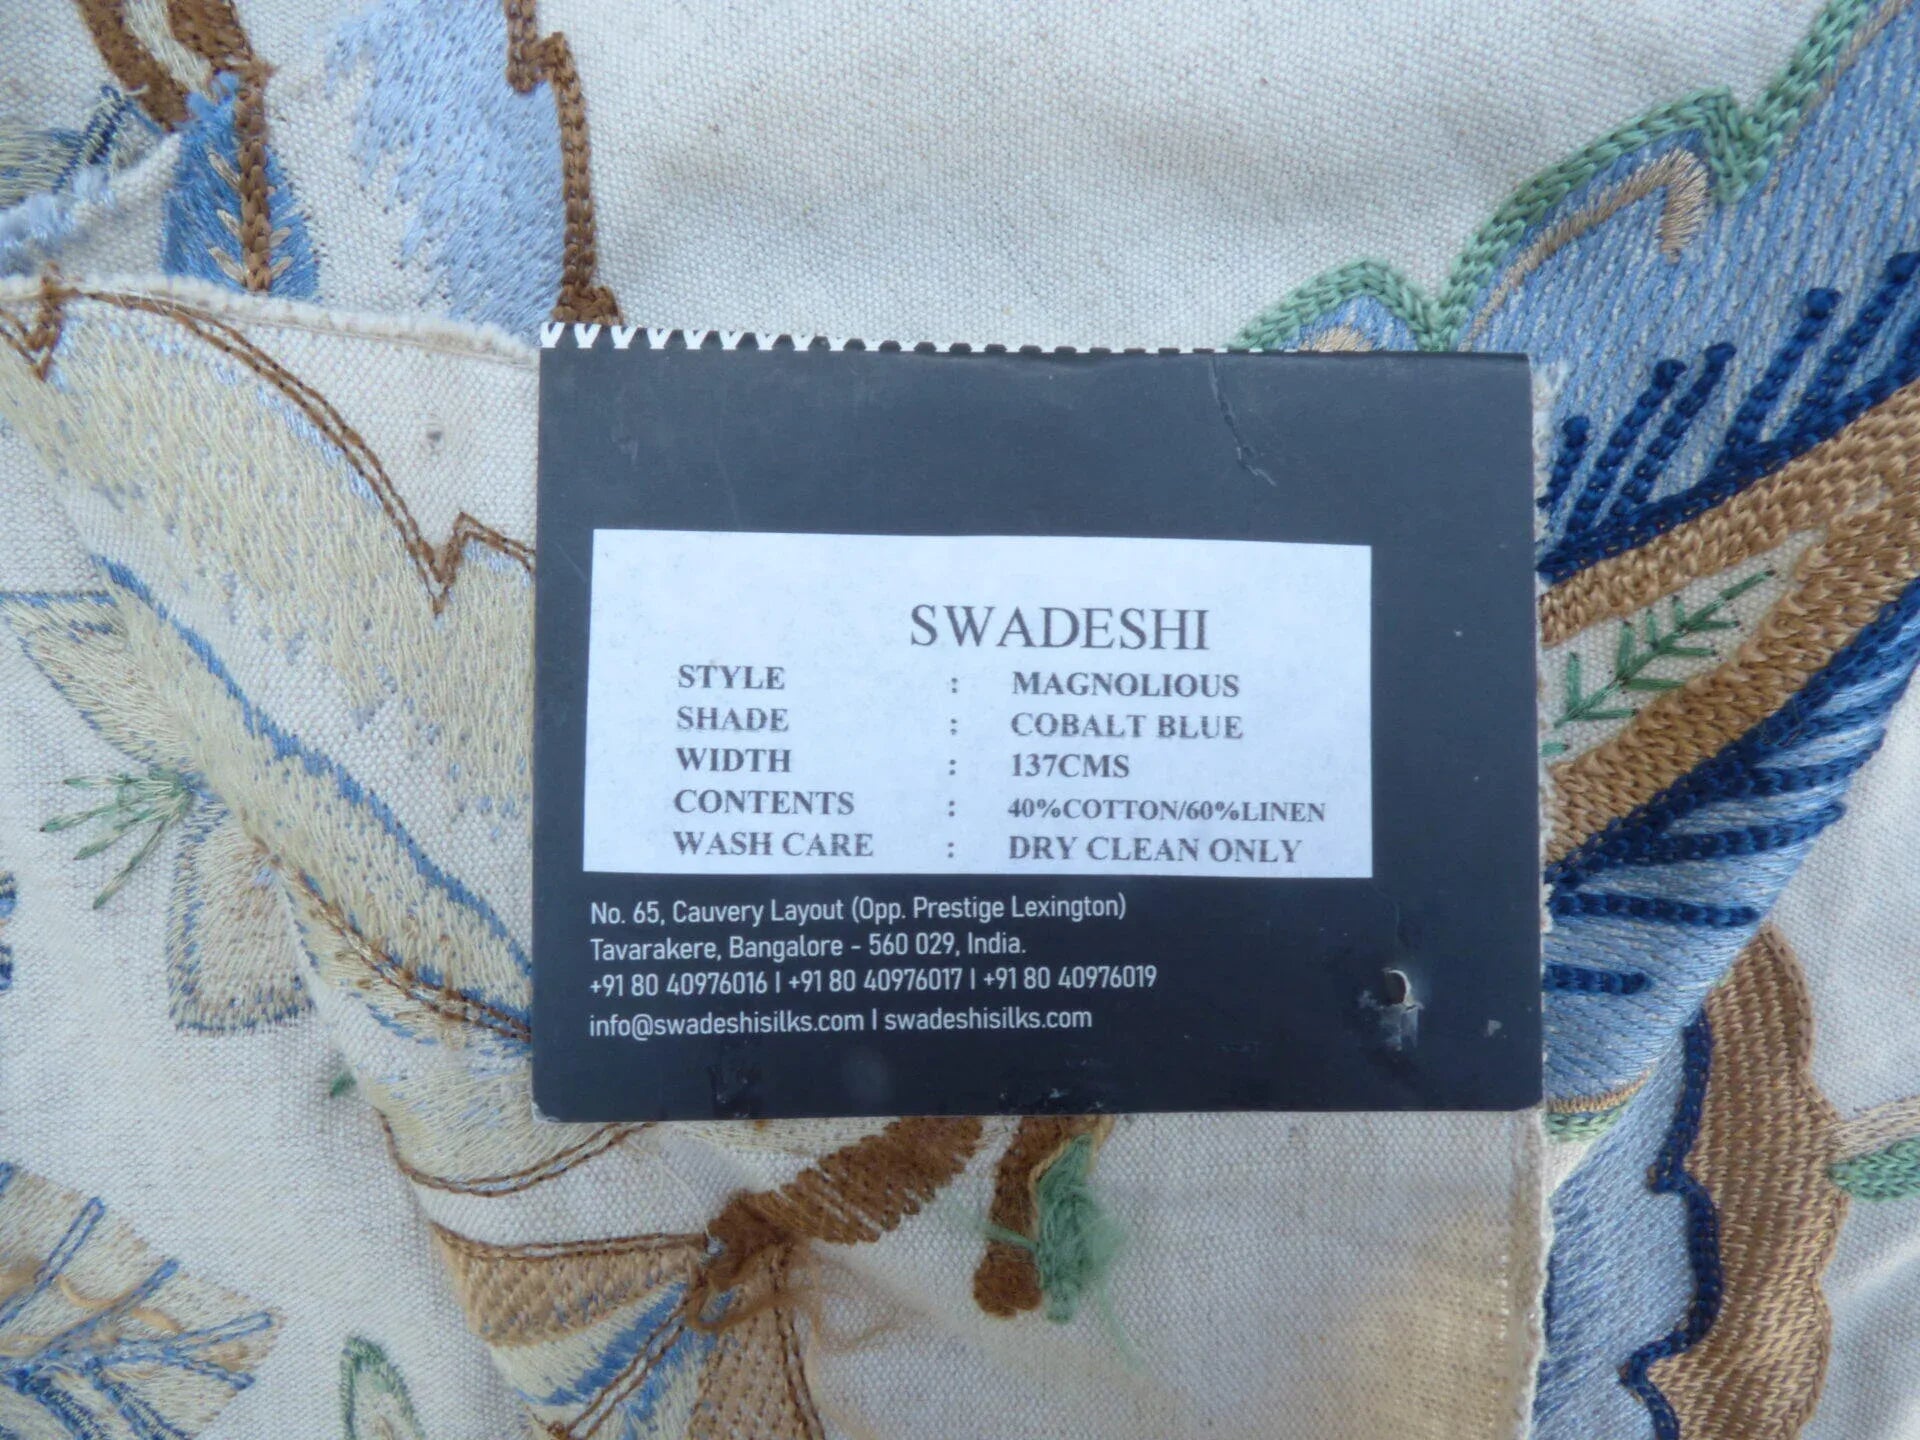 SWADESHI
STYLE : MAGNOLIOUS
SHADE : COBALT BLUE
WIDTH : 137CMS
CONTENTS : 40%COTTON/60%LINEN
WASH CARE : DRY CLEAN ONLY
No. 65, Cauvery Layout (Opp. Prestige Lexington)
Tavarakere, Bangalore - 560 029, India.
+91 80 40976016 | +91 80 40976017 | +91 80 40976019
info@swadeshisilks.com | swadeshisilks.com